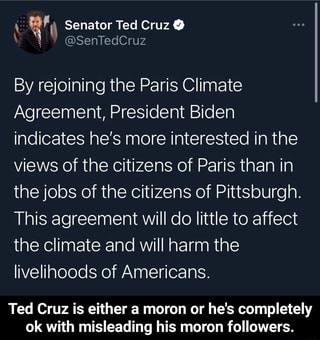 Senator Ted Cruz
@SenTedCruz
By rejoining the Paris Climate
Agreement, President Biden
indicates he's more interested in the
views of the citizens of Paris than in
the jobs of the citizens of Pittsburgh.
This agreement will do little to affect
the climate and will harm the
livelihoods of Americans.
Ted Cruz is either a moron or he's completely
ok with misleading his moron followers.